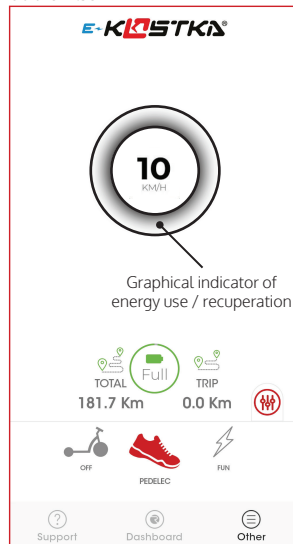 E-KOSTKA®
10
KM/H
Graphical indicator of
energy use / recuperation
Full
TOTAL TRIP
181.7 Km 0.0 Km
OFF PEDELEC FUN
Support Dashboard Other